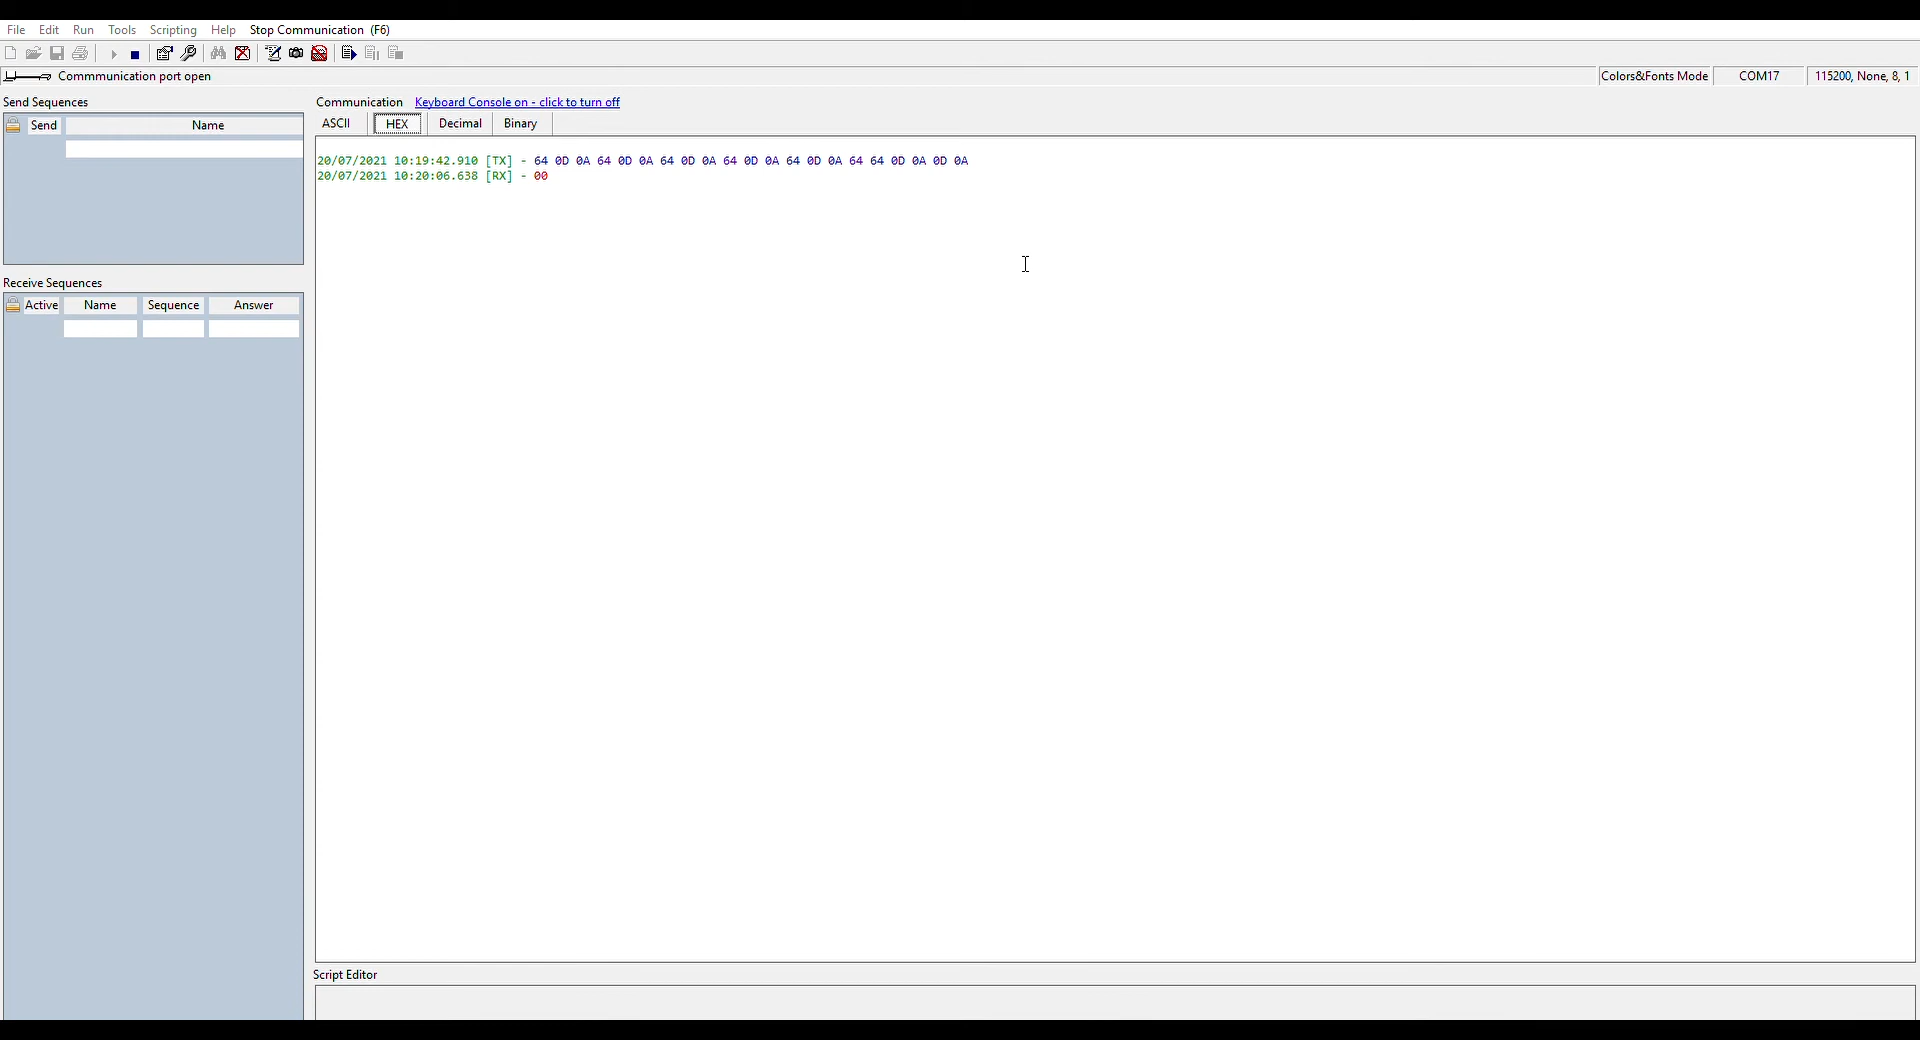 File Edit Run Tools Scripting Help Stop Communication (F6)
Commmunication port open Colors&Fonts Mode COM17 115200, None, 8, 1
Send Sequences
Send Name
Communication Keyboard Console on - click to turn off
ASCII HEX Decimal Binary
20/07/2021 10:19:42.910 [TX] - 64 0D 0A 64 0D 0A 64 0D 0A 64 0D 0A 64 0D 0A 64 64 0D 0A 0D 0A
20/07/2021 10:20:06.638 [RX] - 00
Receive Sequences
Active Name Sequence Answer
Script Editor